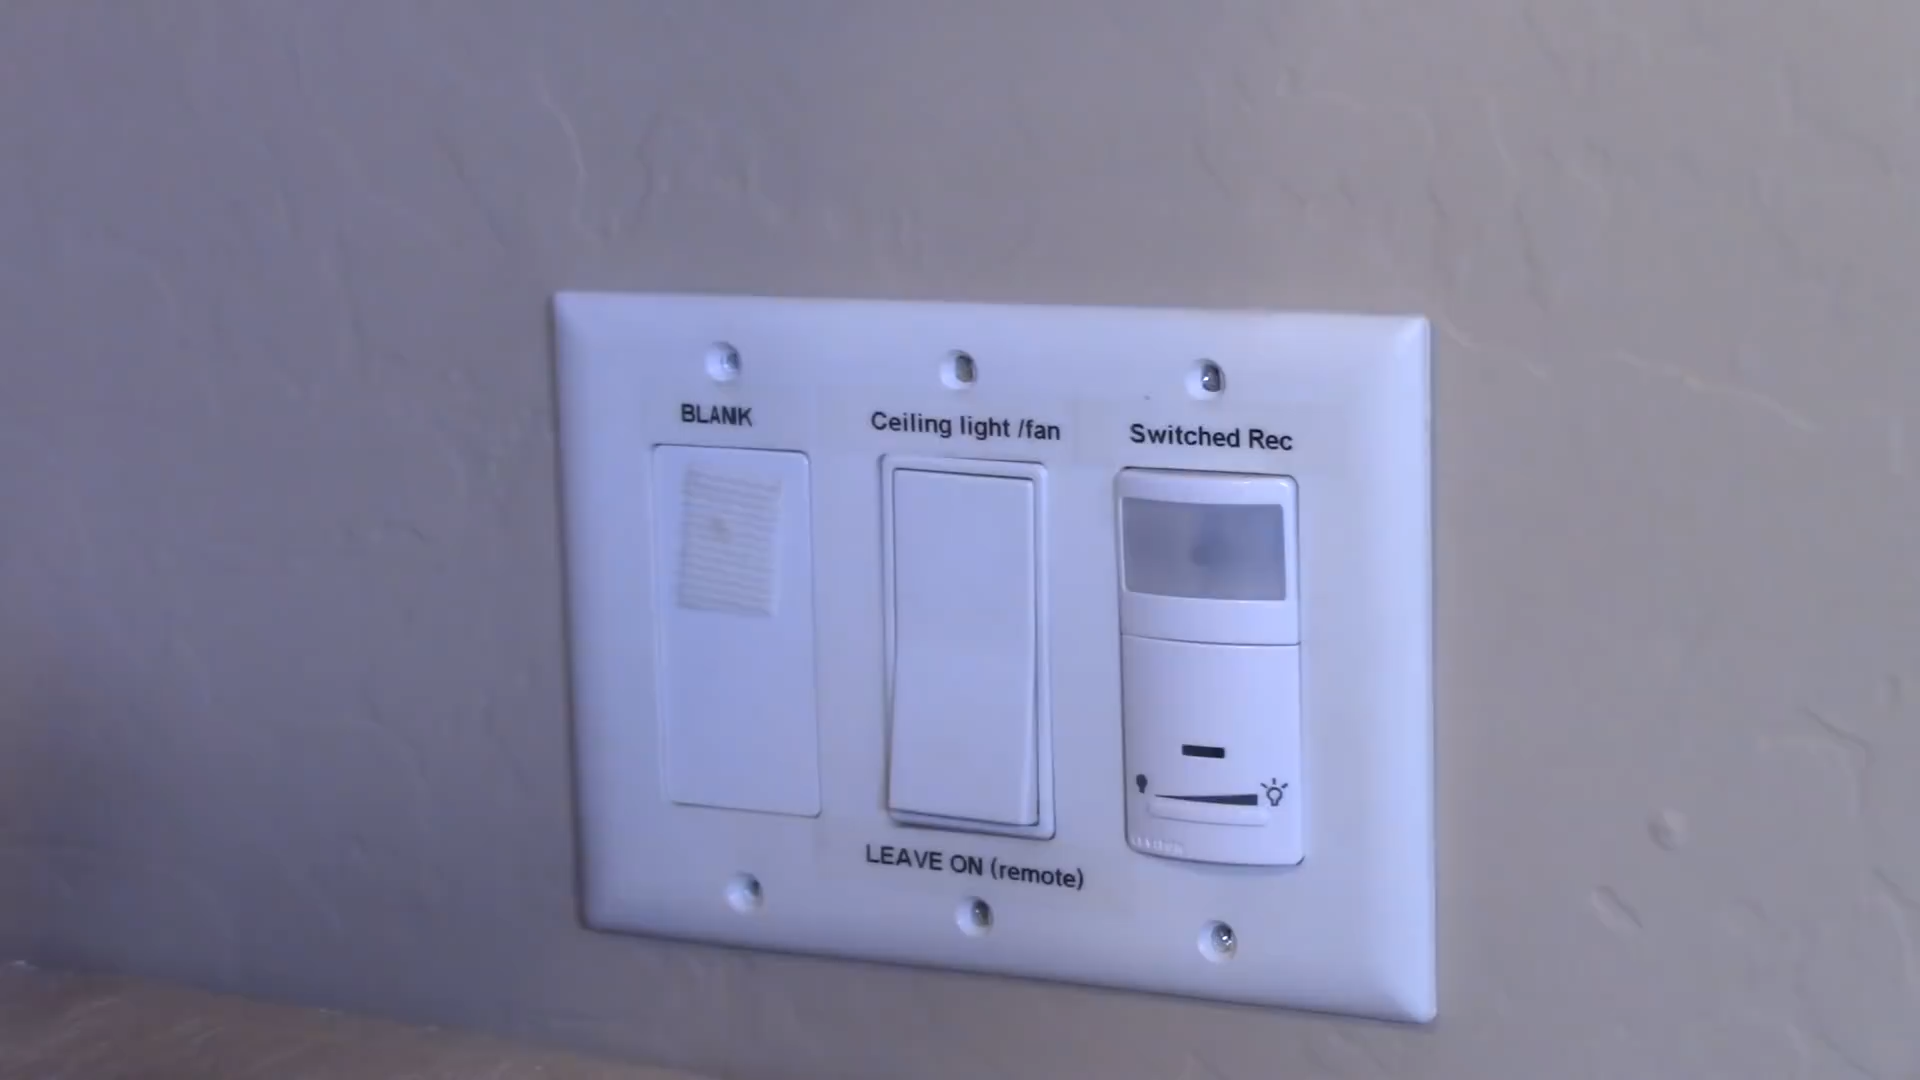 BLANK
Ceiling light /fan
Switched Rec
LEAVE ON (remote)